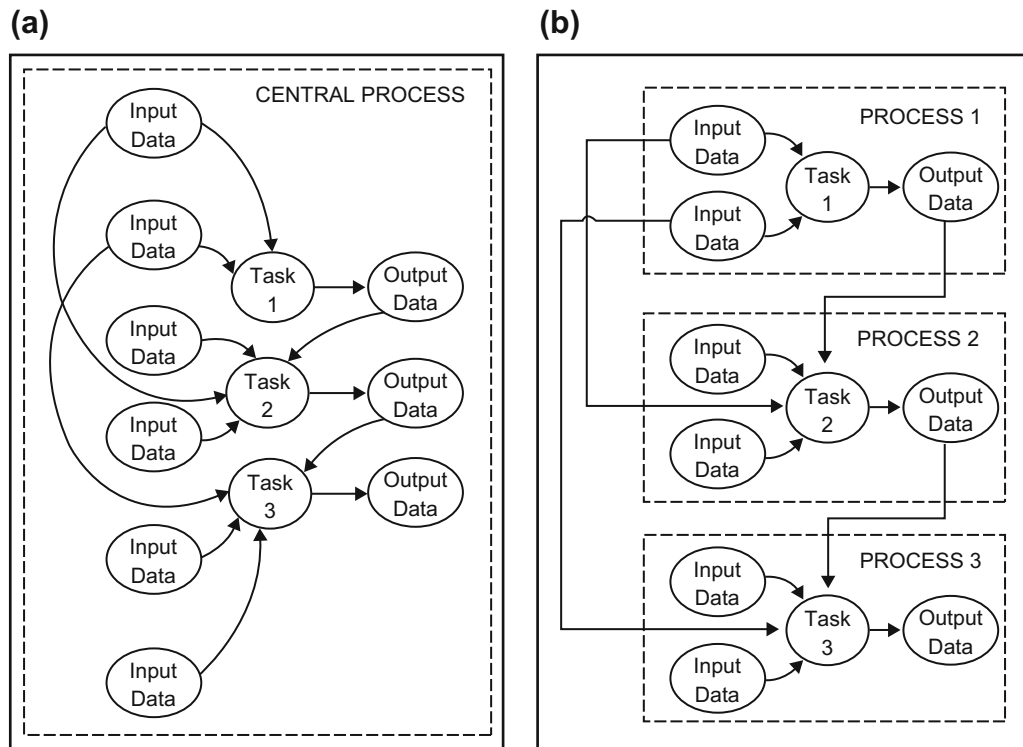 (a)
CENTRAL PROCESS
Input
Data
Input
Data
Task
1
Output
Data
Input
Data
Task
2
Output
Data
Input
Data
Task
3
Output
Data
Input
Data
Input
Data
(b)
PROCESS 1
Input
Data
Task
1
Output
Data
Input
Data
PROCESS 2
Input
Data
Task
2
Output
Data
Input
Data
PROCESS 3
Input
Data
Task
3
Output
Data
Input
Data